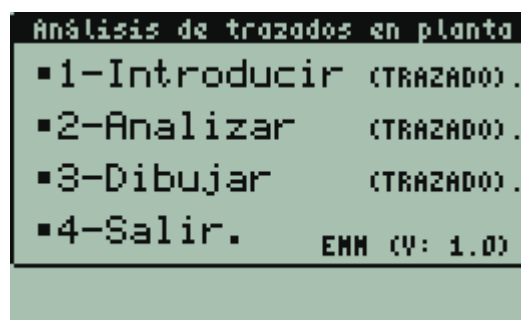 Análisis de trazados en planta
▪1-Introducir (TRAZADO).
▪2-Analizar (TRAZADO).
▪3-Dibujar (TRAZADO).
▪4-Salir.
EMM (V: 1.0)